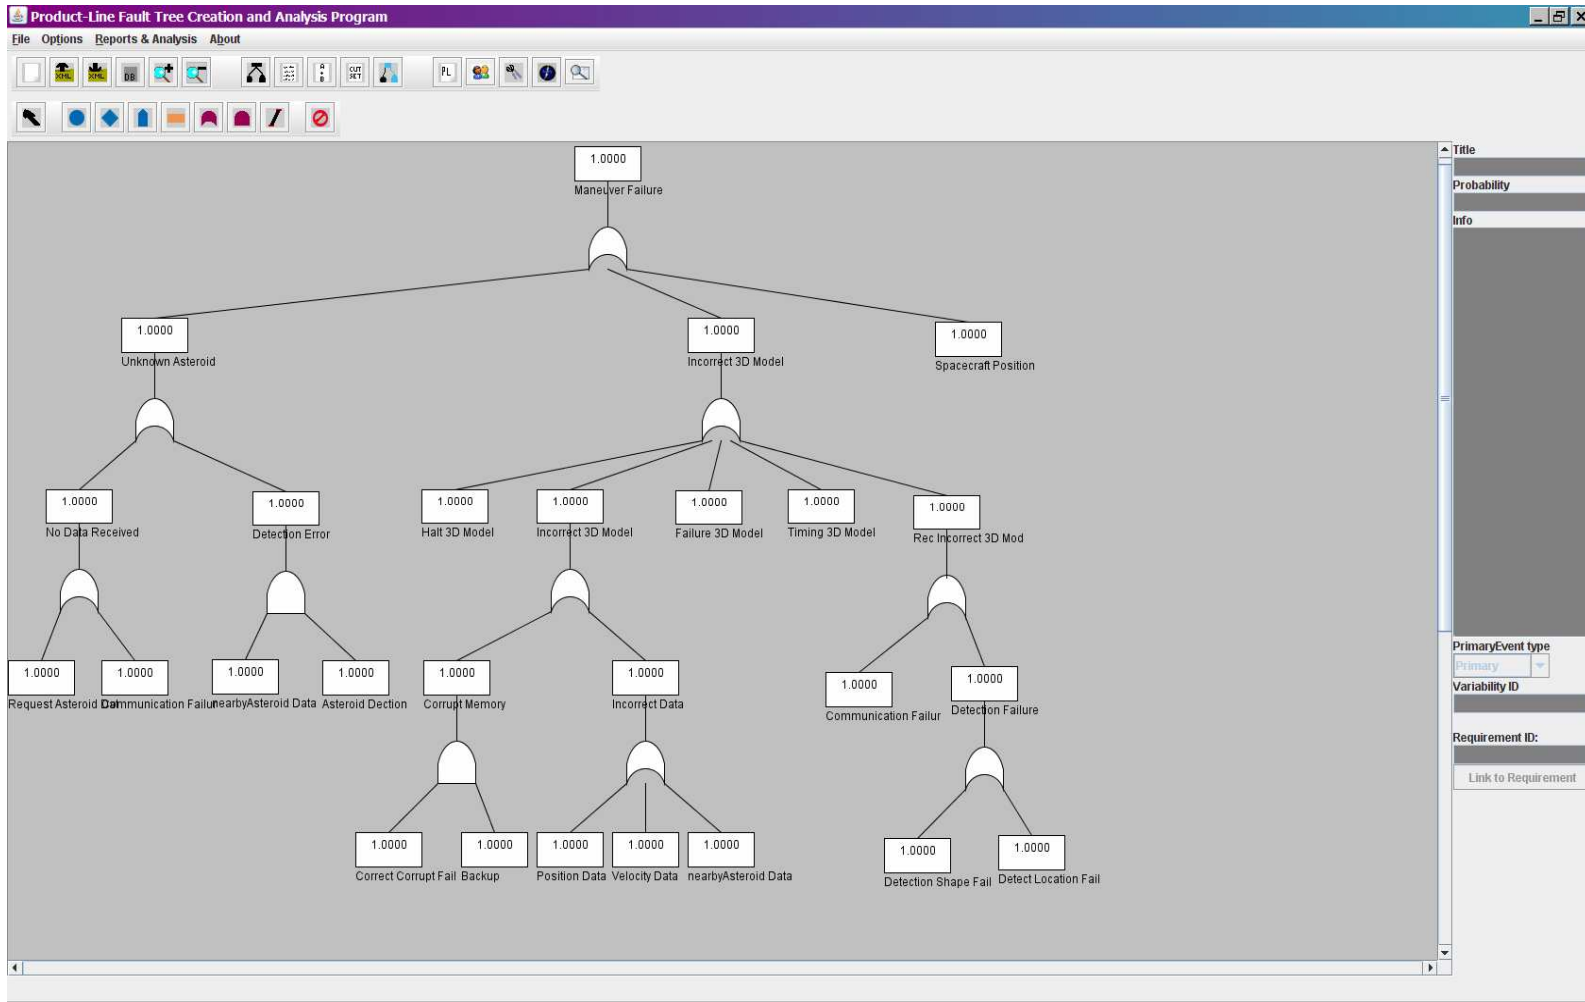 Product-Line Fault Tree Creation and Analysis Program
File Options Reports & Analysis About
XML XML DB CUT SET PL
Title
Probability
Info
1.0000
Maneuver Failure
1.0000 1.0000 1.0000
Unknown Asteroid Incorrect 3D Model Spacecraft Position
1.0000 1.0000 1.0000 1.0000 1.0000 1.0000 1.0000
No Data Received Detection Error Halt 3D Model Incorrect 3D Model Failure 3D Model Timing 3D Model Rec Incorrect 3D Mod
1.0000 1.0000 1.0000 1.0000 1.0000 1.0000 1.0000 1.0000
Request Asteroid Communication Failur nearbyAsteroid Data Asteroid Dection Corrupt Memory Incorrect Data Communication Failur Detection Failure
1.0000 1.0000 1.0000 1.0000 1.0000 1.0000 1.0000
Correct Corrupt Fail Backup Position Data Velocity Data nearbyAsteroid Data Detection Shape Fail Detect Location Fail
PrimaryEvent type
Primary
Variability ID
Requirement ID:
Link to Requirement